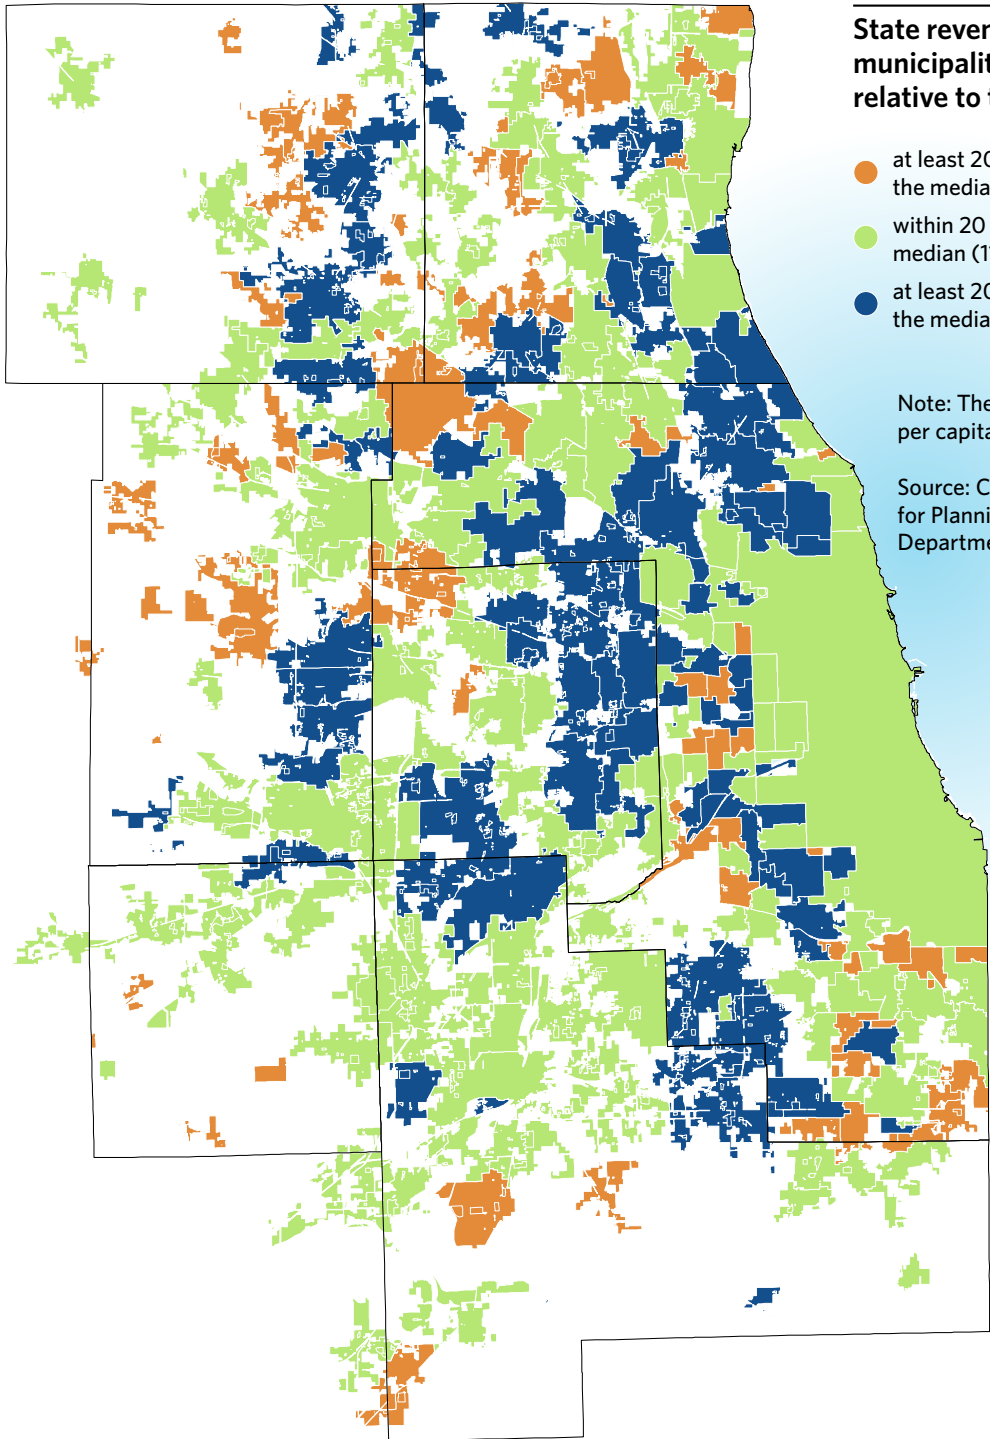 State reven
municipalit
relative to t
at least 20
the media
within 20
median (1
at least 20
the media
Note: The
per capita
Source: C
for Planni
Departme